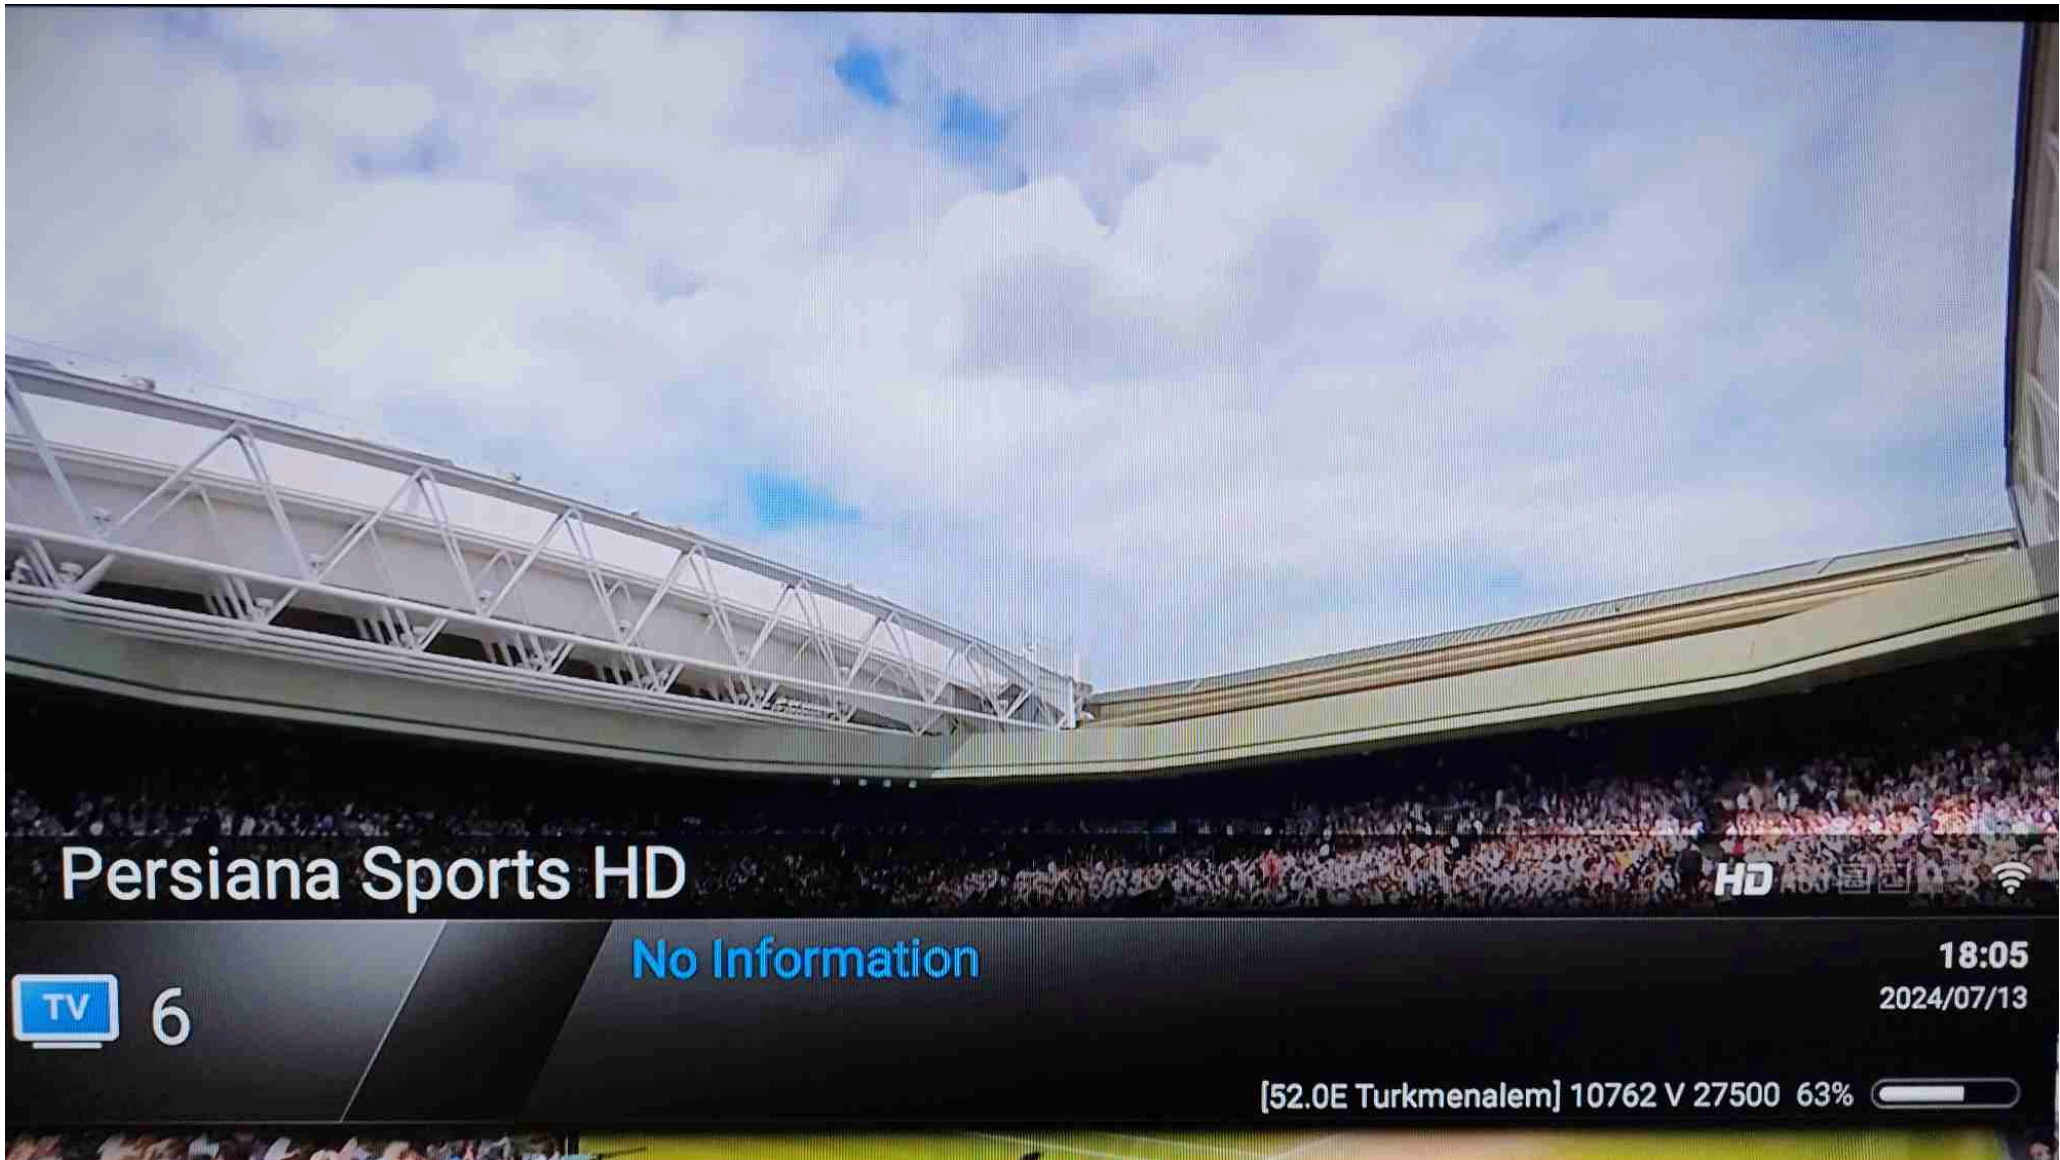 Persiana Sports HD
HD
No Information
18:05
TV 6
2024/07/13
[52.0E Turkmenalem] 10762 V 27500 63%